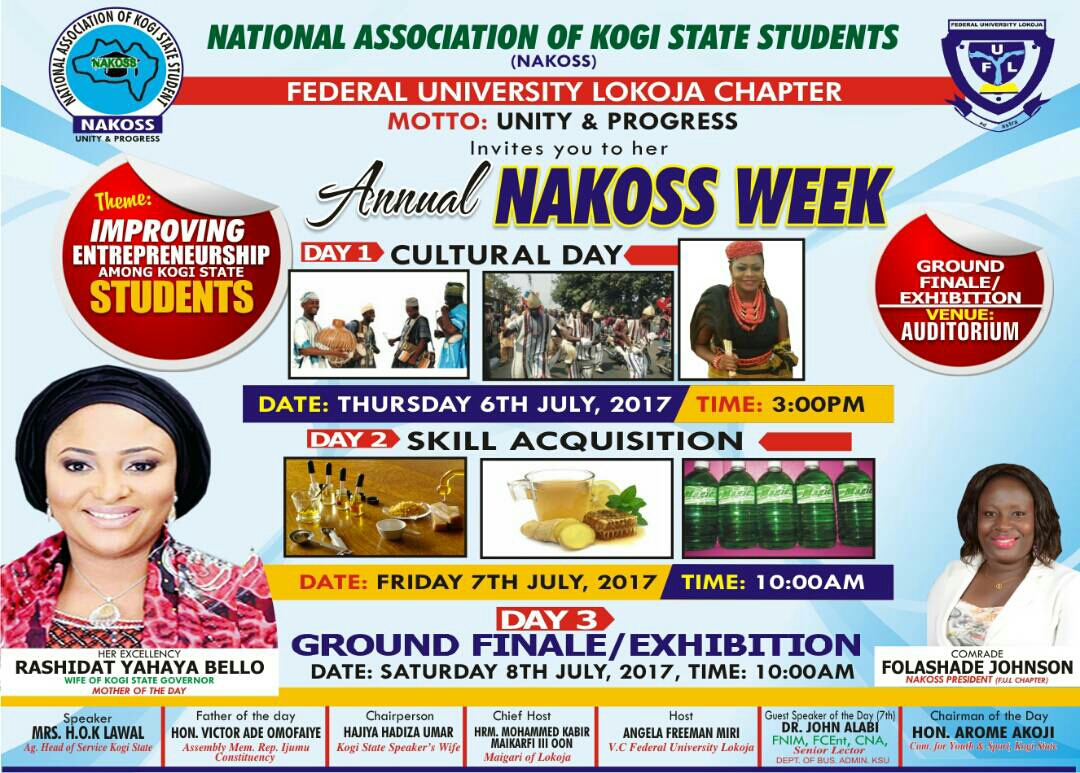 NATIONAL ASSOCIATION OF KOGI STATE STUDENT
NAKOSS
NAKOSS
UNITY & PROGRESS
NATIONAL ASSOCIATION OF KOGI STATE STUDENTS
(NAKOSS)
FEDERAL UNIVERSITY LOKOJA CHAPTER
MOTTO: UNITY & PROGRESS
Invites you to her
Annual NAKOSS WEEK
FEDERAL UNIVERSITY LOKOJA
U
F L
ad astra
Theme:
IMPROVING
ENTREPRENEURSHIP
AMONG KOGI STATE
STUDENTS
DAY 1 CULTURAL DAY
GROUND
FINALE/
EXHIBITION
VENUE:
AUDITORIUM
DATE: THURSDAY 6TH JULY, 2017 TIME: 3:00PM
DAY 2 SKILL ACQUISITION
Magic Magic Magic Magic Magic
DATE: FRIDAY 7TH JULY, 2017 TIME: 10:00AM
DAY 3
GROUND FINALE/EXHIBITION
DATE: SATURDAY 8TH JULY, 2017, TIME: 10:00AM
HER EXCELLENCY
RASHIDAT YAHAYA BELLO
WIFE OF KOGI STATE GOVERNOR
MOTHER OF THE DAY
COMRADE
FOLASHADE JOHNSON
NAKOSS PRESIDENT (F.U.L CHAPTER)
Speaker
MRS. H.O.K LAWAL
Ag. Head of Service Kogi State
Father of the day
HON. VICTOR ADE OMOFAIYE
Assembly Mem. Rep. Ijumu
Constituency
Chairperson
HAJIYA HADIZA UMAR
Kogi State Speaker's Wife
Chief Host
HRM. MOHAMMED KABIR
MAIKARFI III OON
Maigari of Lokoja
Host
ANGELA FREEMAN MIRI
V.C Federal University Lokoja
Guest Speaker of the Day (7th)
DR. JOHN ALABI
FNIM, FCEnt, CNA,
Senior Lector
DEPT. OF BUS. ADMIN. KSU
Chairman of the Day
HON. AROME AKOJI
Com. for Youth & Sport, Kogi State